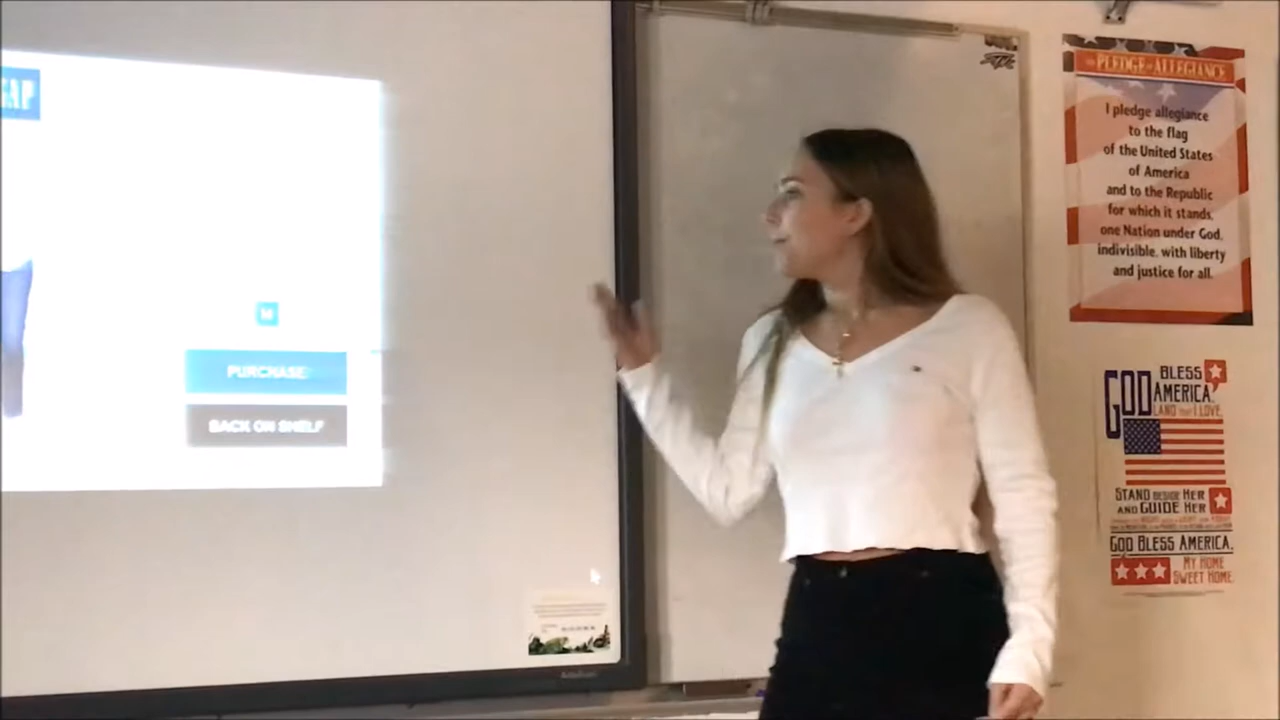 GAP
M
PURCHASE
BACK ON SHELF
THE PLEDGE OF ALLEGIANCE
I pledge allegiance
to the flag
of the United States
of America
and to the Republic
for which it stands,
one Nation under God,
indivisible, with liberty
and justice for all.
GOD BLESS
AMERICA,
LAND THAT I LOVE,
STAND BESIDE HER
AND GUIDE HER
GOD BLESS AMERICA,
MY HOME
SWEET HOME